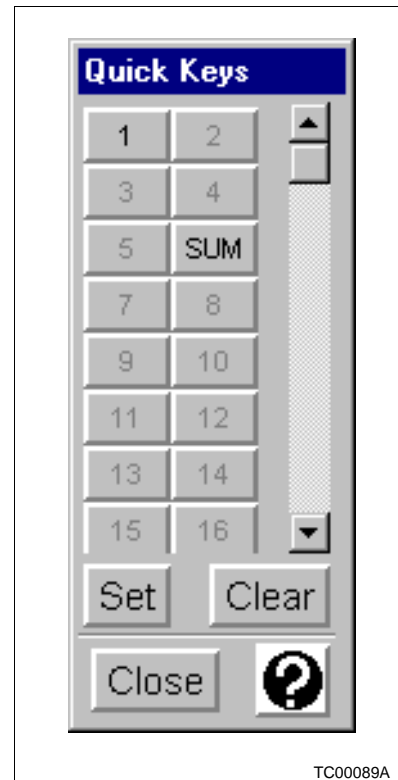 Quick Keys
1 2
3 4
5 SUM
7 8
9 10
11 12
13 14
15 16
Set Clear
Close ?
TC00089A